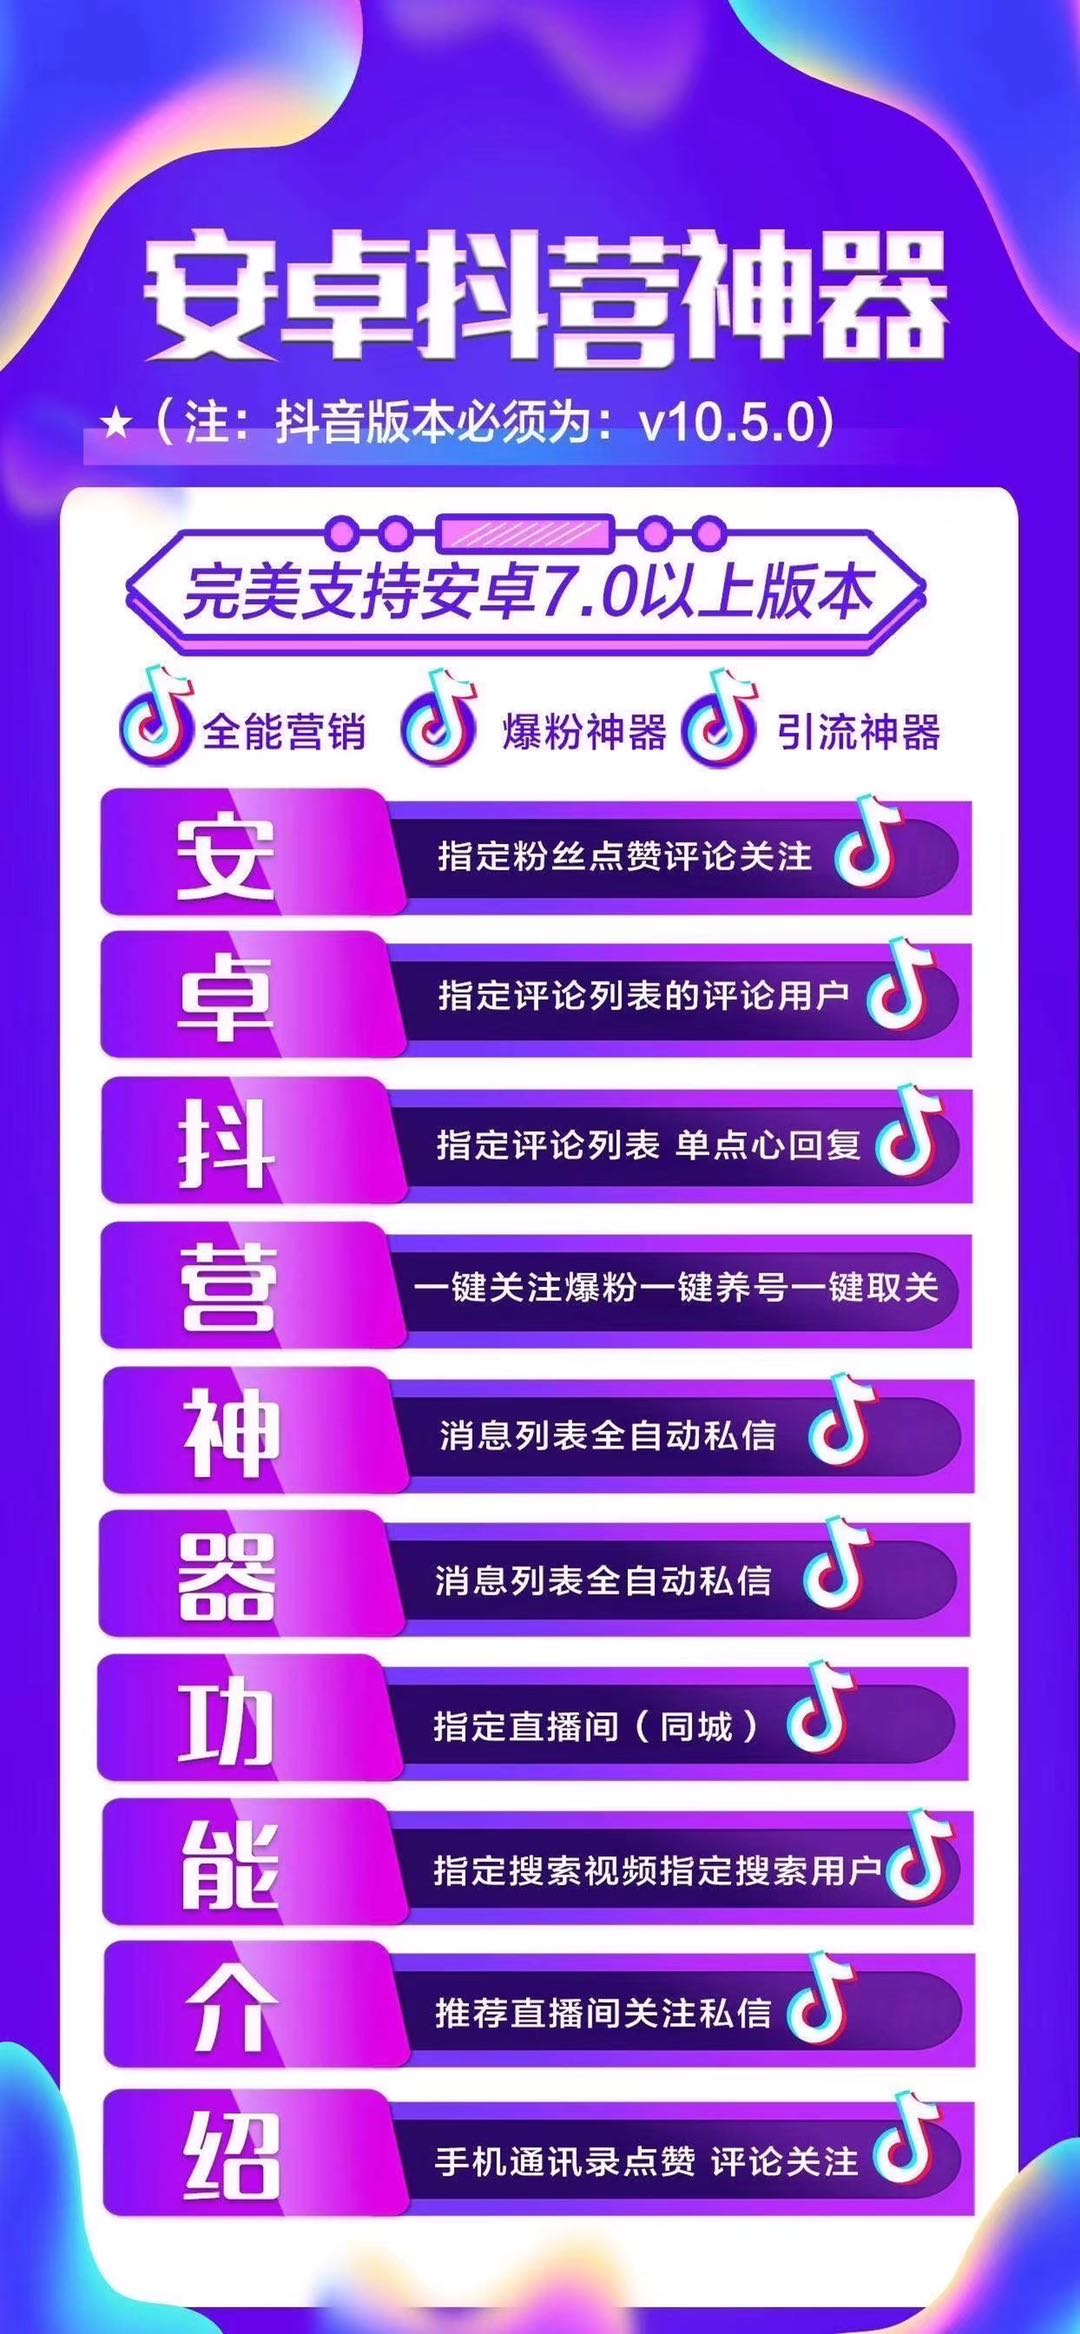 安卓抖营神器
★（注：抖音版本必须为：v10.5.0）
完美支持安卓7.0以上版本
全能营销 爆粉神器 引流神器
安 指定粉丝点赞评论关注
卓 指定评论列表的评论用户
抖 指定评论列表 单点心回复
营 一键关注爆粉一键养号一键取关
神 消息列表全自动私信
器 消息列表全自动私信
功 指定直播间（同城）
能 指定搜索视频指定搜索用户
介 推荐直播间关注私信
绍 手机通讯录点赞 评论关注